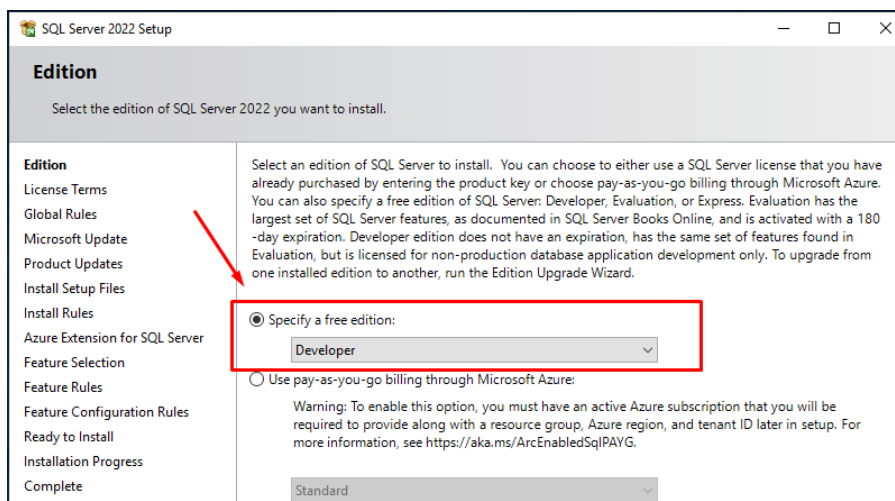 SQL Server 2022 Setup
Edition
Select the edition of SQL Server 2022 you want to install.
Edition
License Terms
Global Rules
Microsoft Update
Product Updates
Install Setup Files
Install Rules
Azure Extension for SQL Server
Feature Selection
Feature Rules
Feature Configuration Rules
Ready to Install
Installation Progress
Complete
Select an edition of SQL Server to install.  You can choose to either use a SQL Server license that you have
already purchased by entering the product key or choose pay-as-you-go billing through Microsoft Azure.
You can also specify a free edition of SQL Server: Developer, Evaluation, or Express. Evaluation has the
largest set of SQL Server features, as documented in SQL Server Books Online, and is activated with a 180
-day expiration. Developer edition does not have an expiration, has the same set of features found in
Evaluation, but is licensed for non-production database application development only. To upgrade from
one installed edition to another, run the Edition Upgrade Wizard.
Specify a free edition:
Developer
Use pay-as-you-go billing through Microsoft Azure:
Warning: To enable this option, you must have an active Azure subscription that you will be
required to provide along with a resource group, Azure region, and tenant ID later in setup. For
more information, see https://aka.ms/ArcEnabledSqlPAYG.
Standard